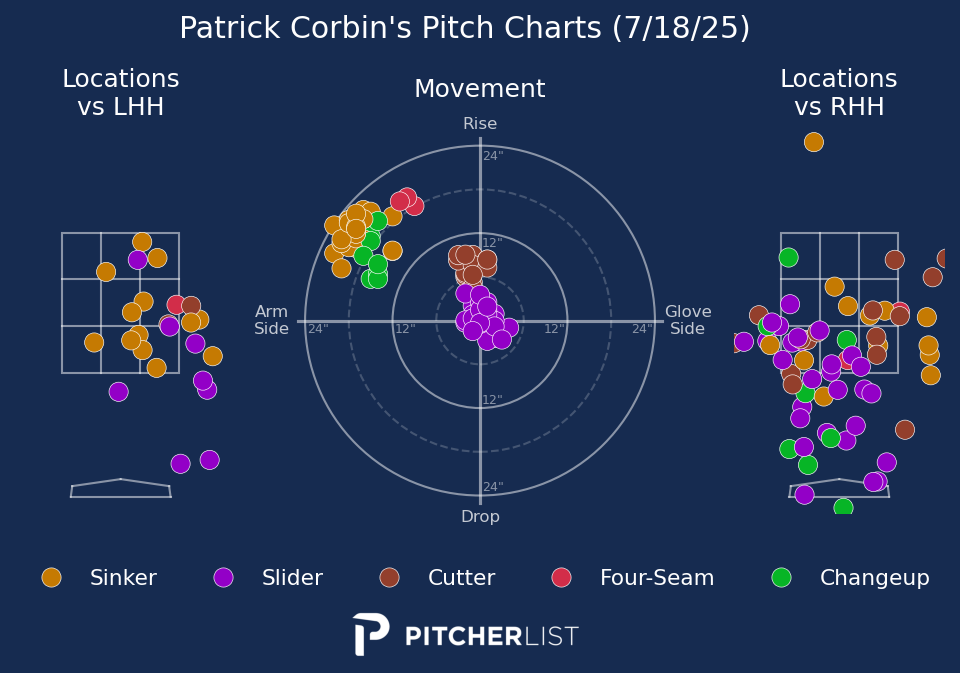 Patrick Corbin's Pitch Charts (7/18/25)
Locations
vs LHH
Movement
Locations
vs RHH
Rise
24"
12"
Arm
Side
24"
12"
12"
24"
Glove
Side
12"
24"
Drop
Sinker
Slider
Cutter
Four-Seam
Changeup
PITCHERLIST